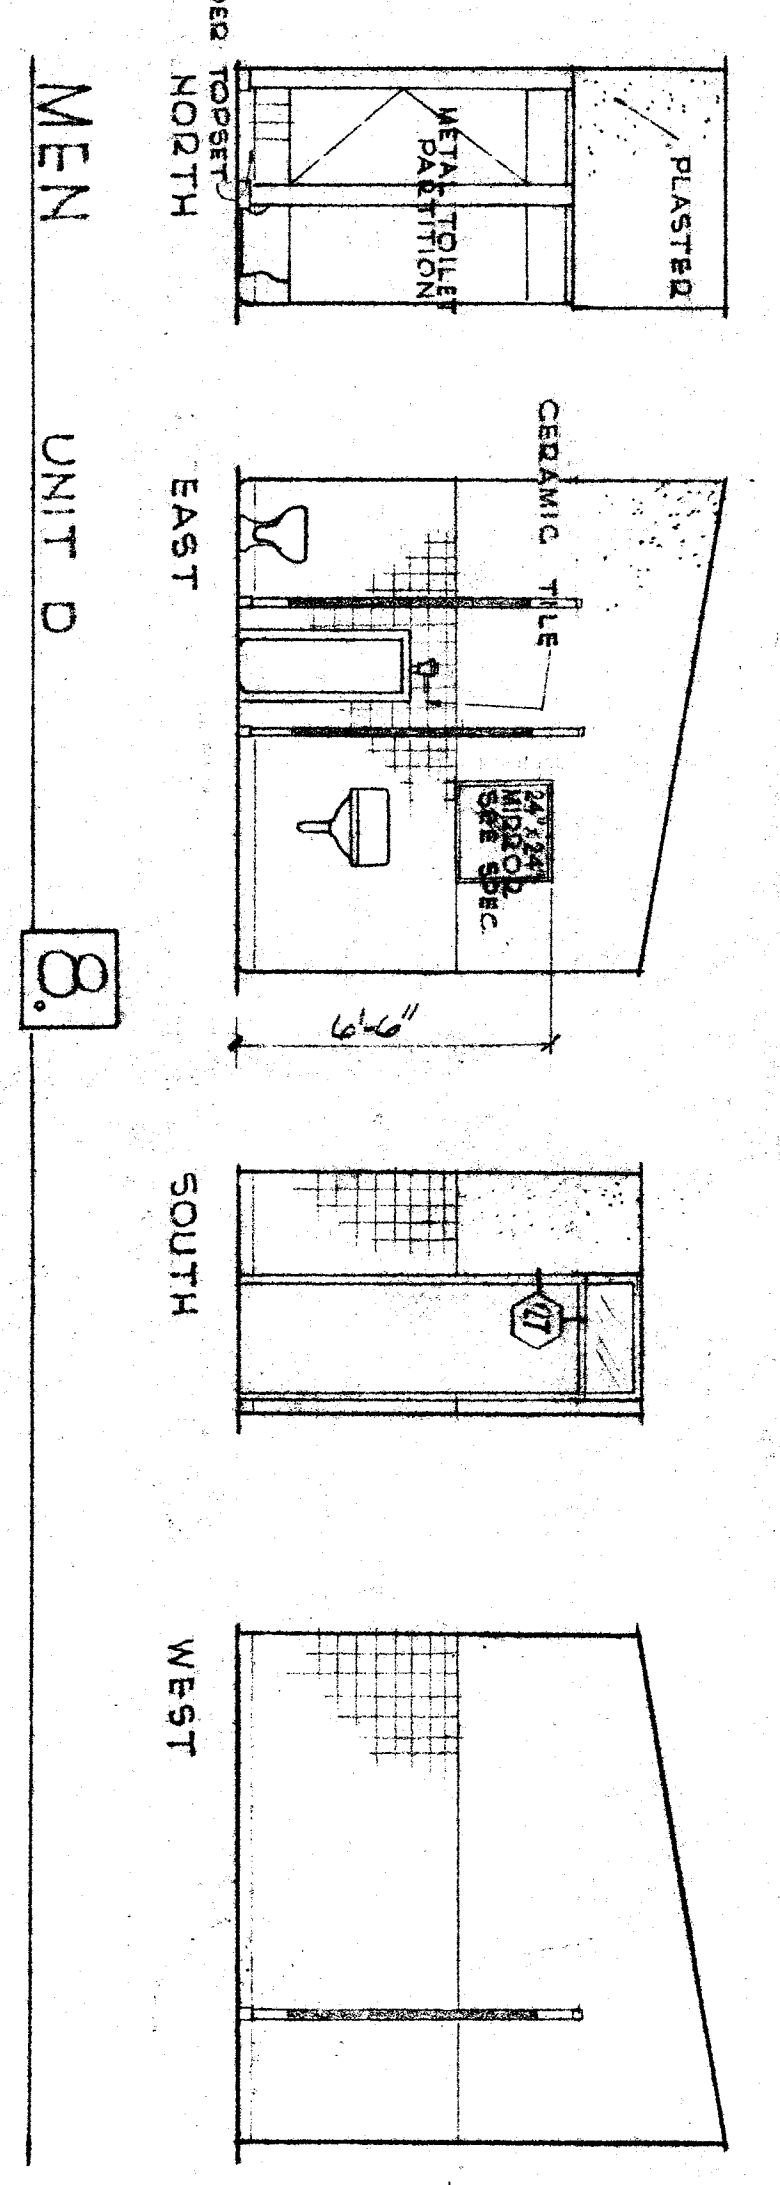 PLASTER
METAL TOILET
PARTITION
TOPSET
NORTH
CERAMIC TILE
24" x 24"
MIRROR
SEE SPEC.
6'-6"
EAST
SOUTH
WEST
MEN
UNIT D
8.